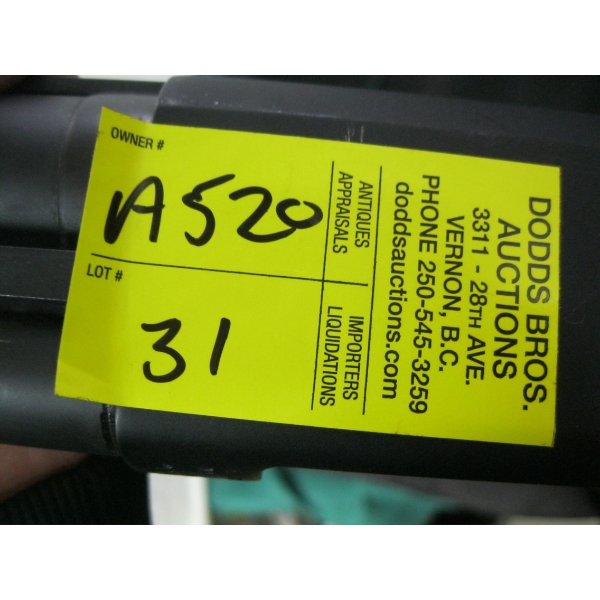 OWNER #
A520
LOT #
31
ANTIQUES
APPRAISALS
IMPORTERS
LIQUIDATIONS
DODDS BROS.
AUCTIONS
3311 - 28TH AVE.
VERNON, B.C.
PHONE 250-545-3259
doddsauctions.com